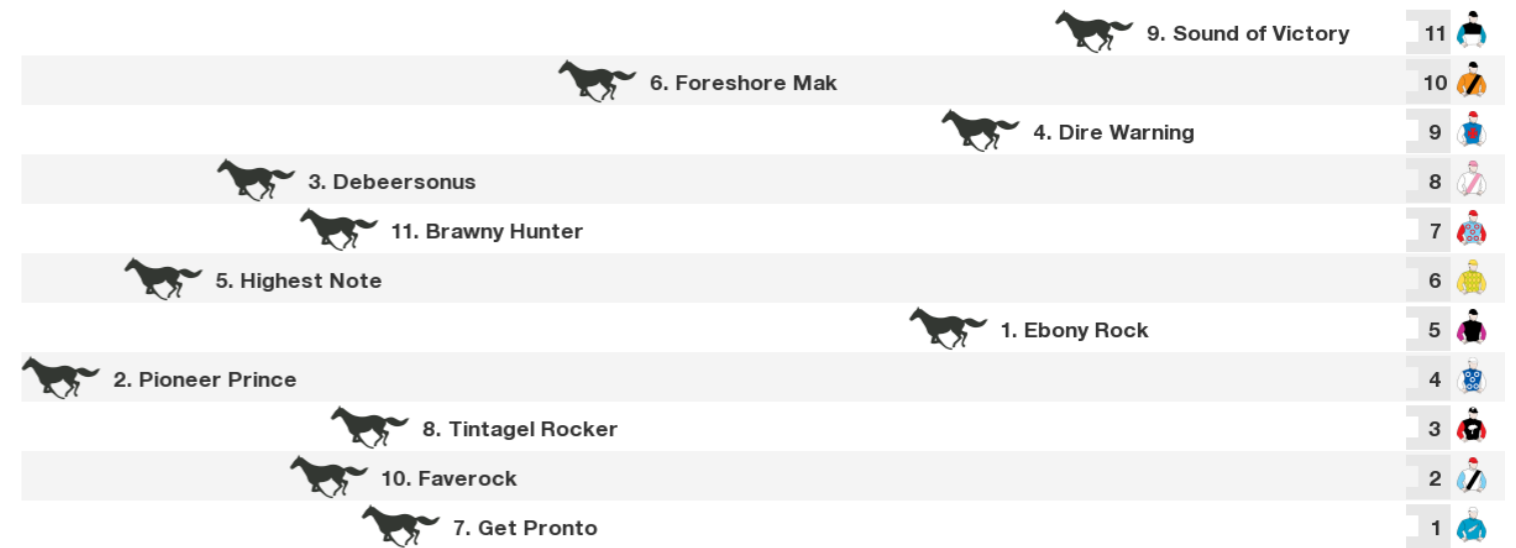 9. Sound of Victory 11
6. Foreshore Mak 10
4. Dire Warning 9
3. Debeersonus 8
11. Brawny Hunter 7
5. Highest Note 6
1. Ebony Rock 5
2. Pioneer Prince 4
8. Tintagel Rocker 3
10. Faverock 2
7. Get Pronto 1